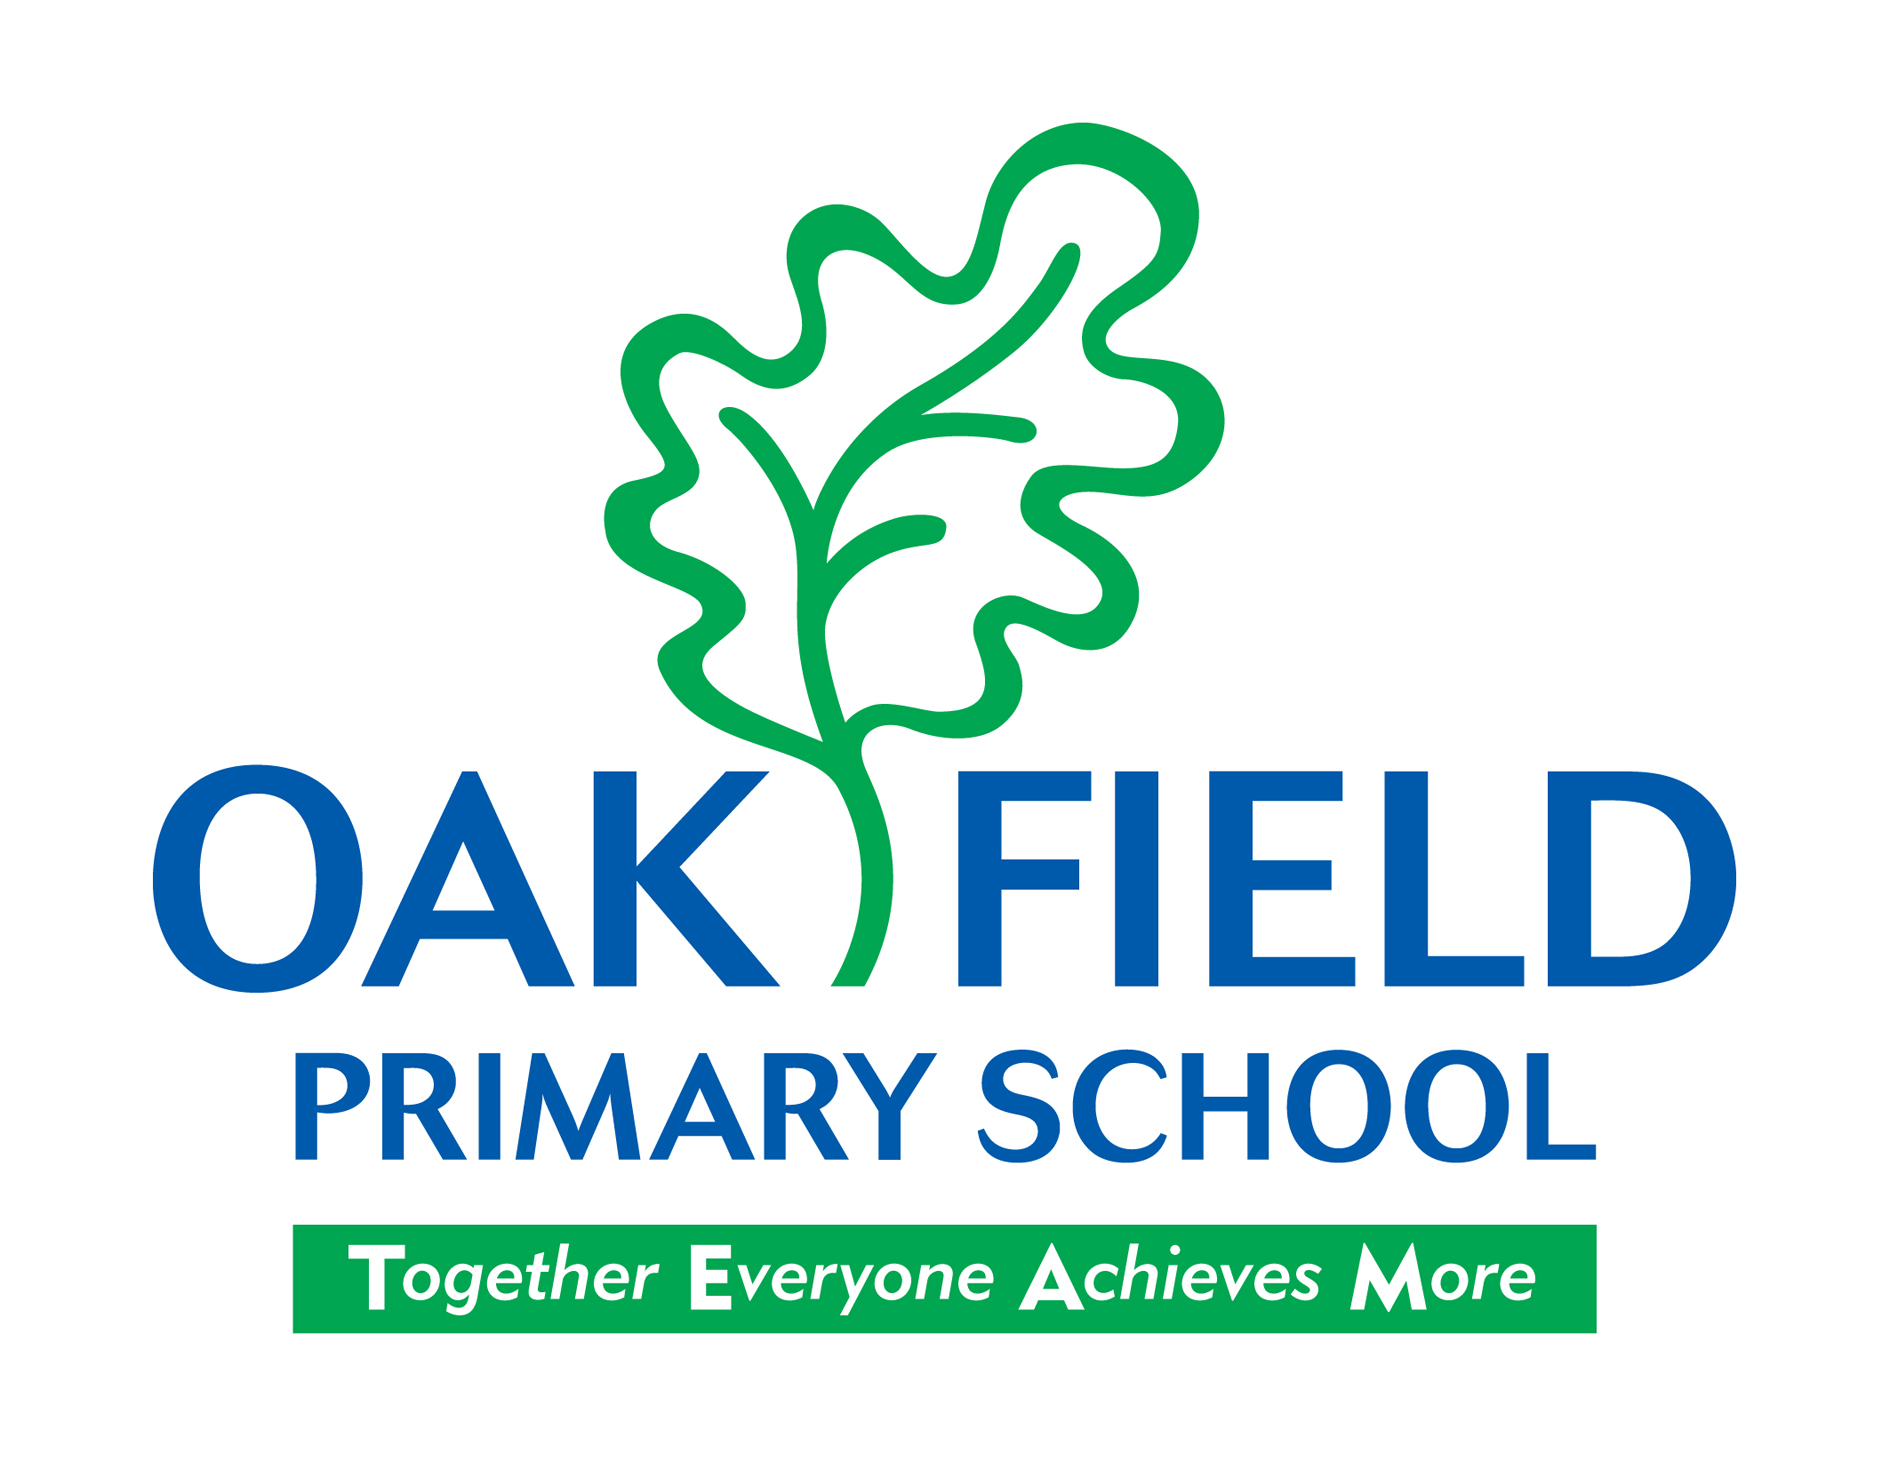 OAK FIELD
PRIMARY SCHOOL
Together Everyone Achieves More